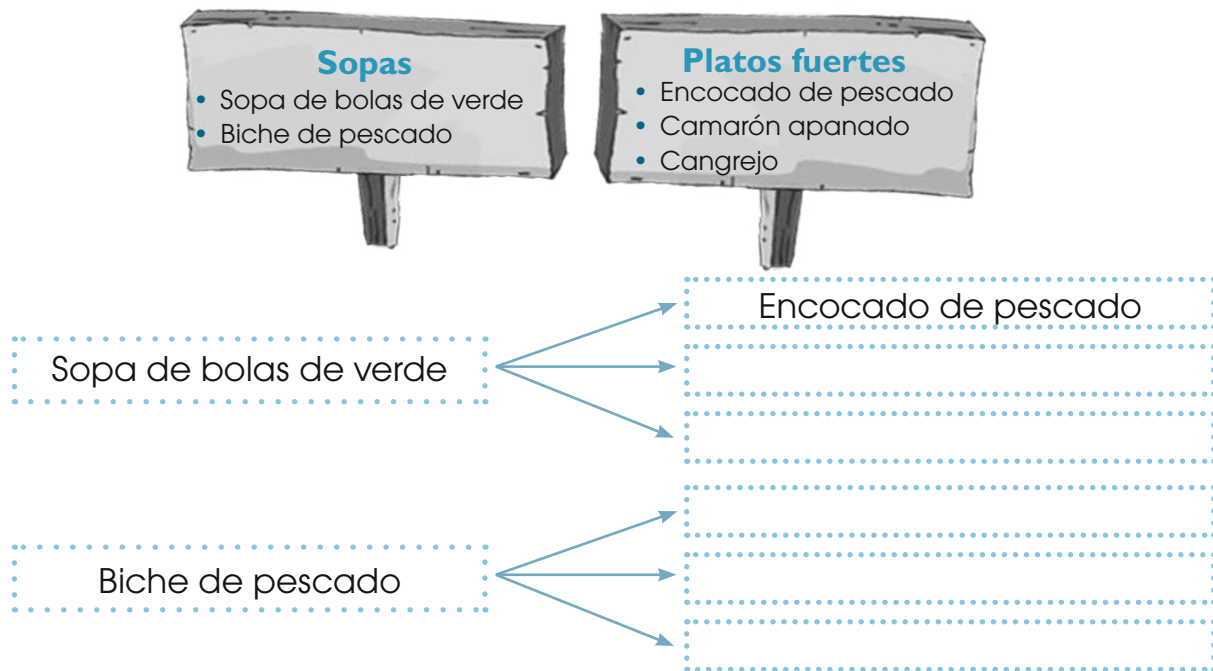 Sopas
• Sopa de bolas de verde
• Biche de pescado
Platos fuertes
• Encocado de pescado
• Camarón apanado
• Cangrejo
Sopa de bolas de verde
Encocado de pescado
Biche de pescado